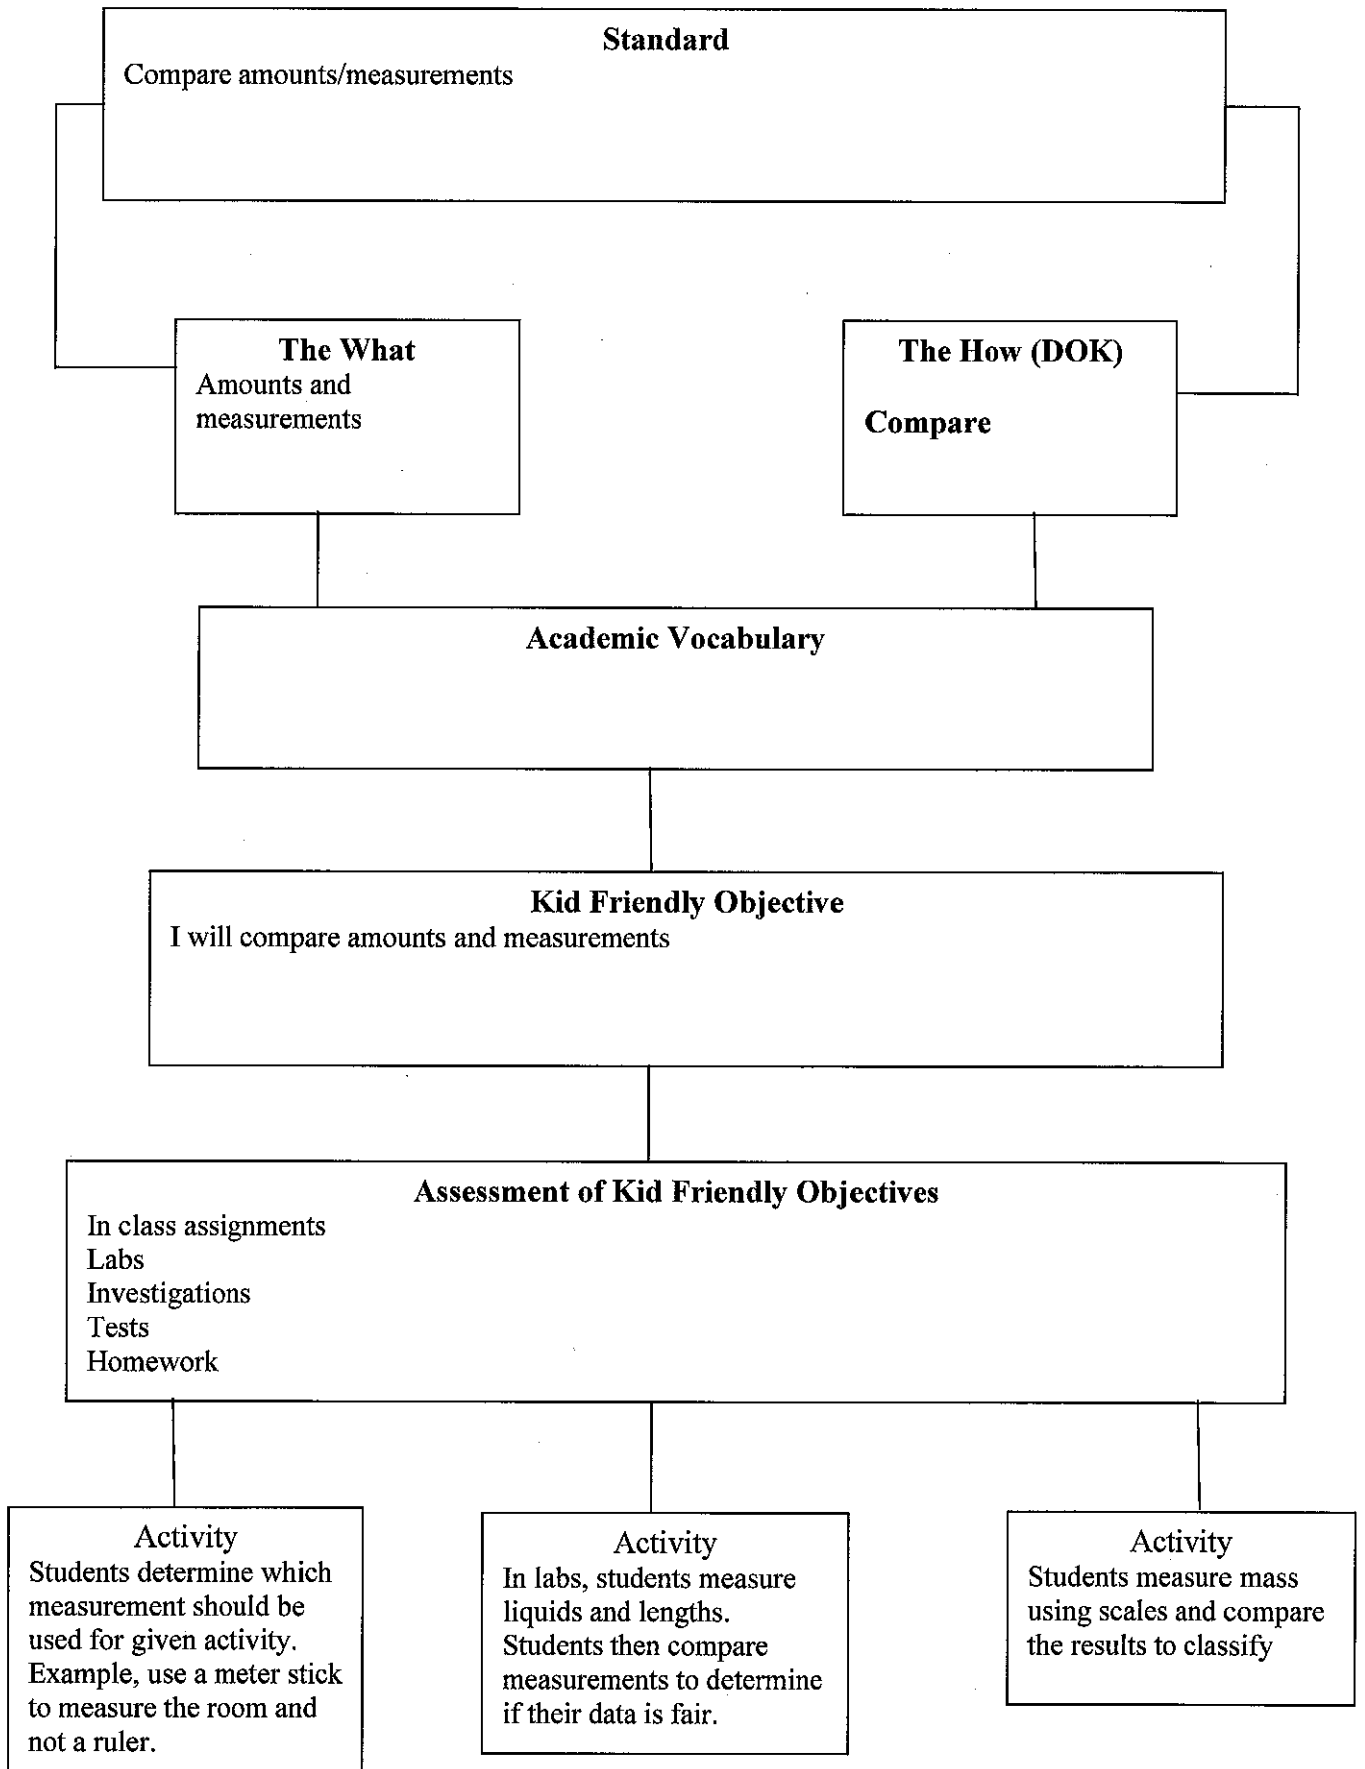 Standard
Compare amounts/measurements
The What
Amounts and
measurements
The How (DOK)
Compare
Academic Vocabulary
Kid Friendly Objective
I will compare amounts and measurements
Assessment of Kid Friendly Objectives
In class assignments
Labs
Investigations
Tests
Homework
Activity
Students determine which
measurement should be
used for given activity.
Example, use a meter stick
to measure the room and
not a ruler.
Activity
In labs, students measure
liquids and lengths.
Students then compare
measurements to determine
if their data is fair.
Activity
Students measure mass
using scales and compare
the results to classify